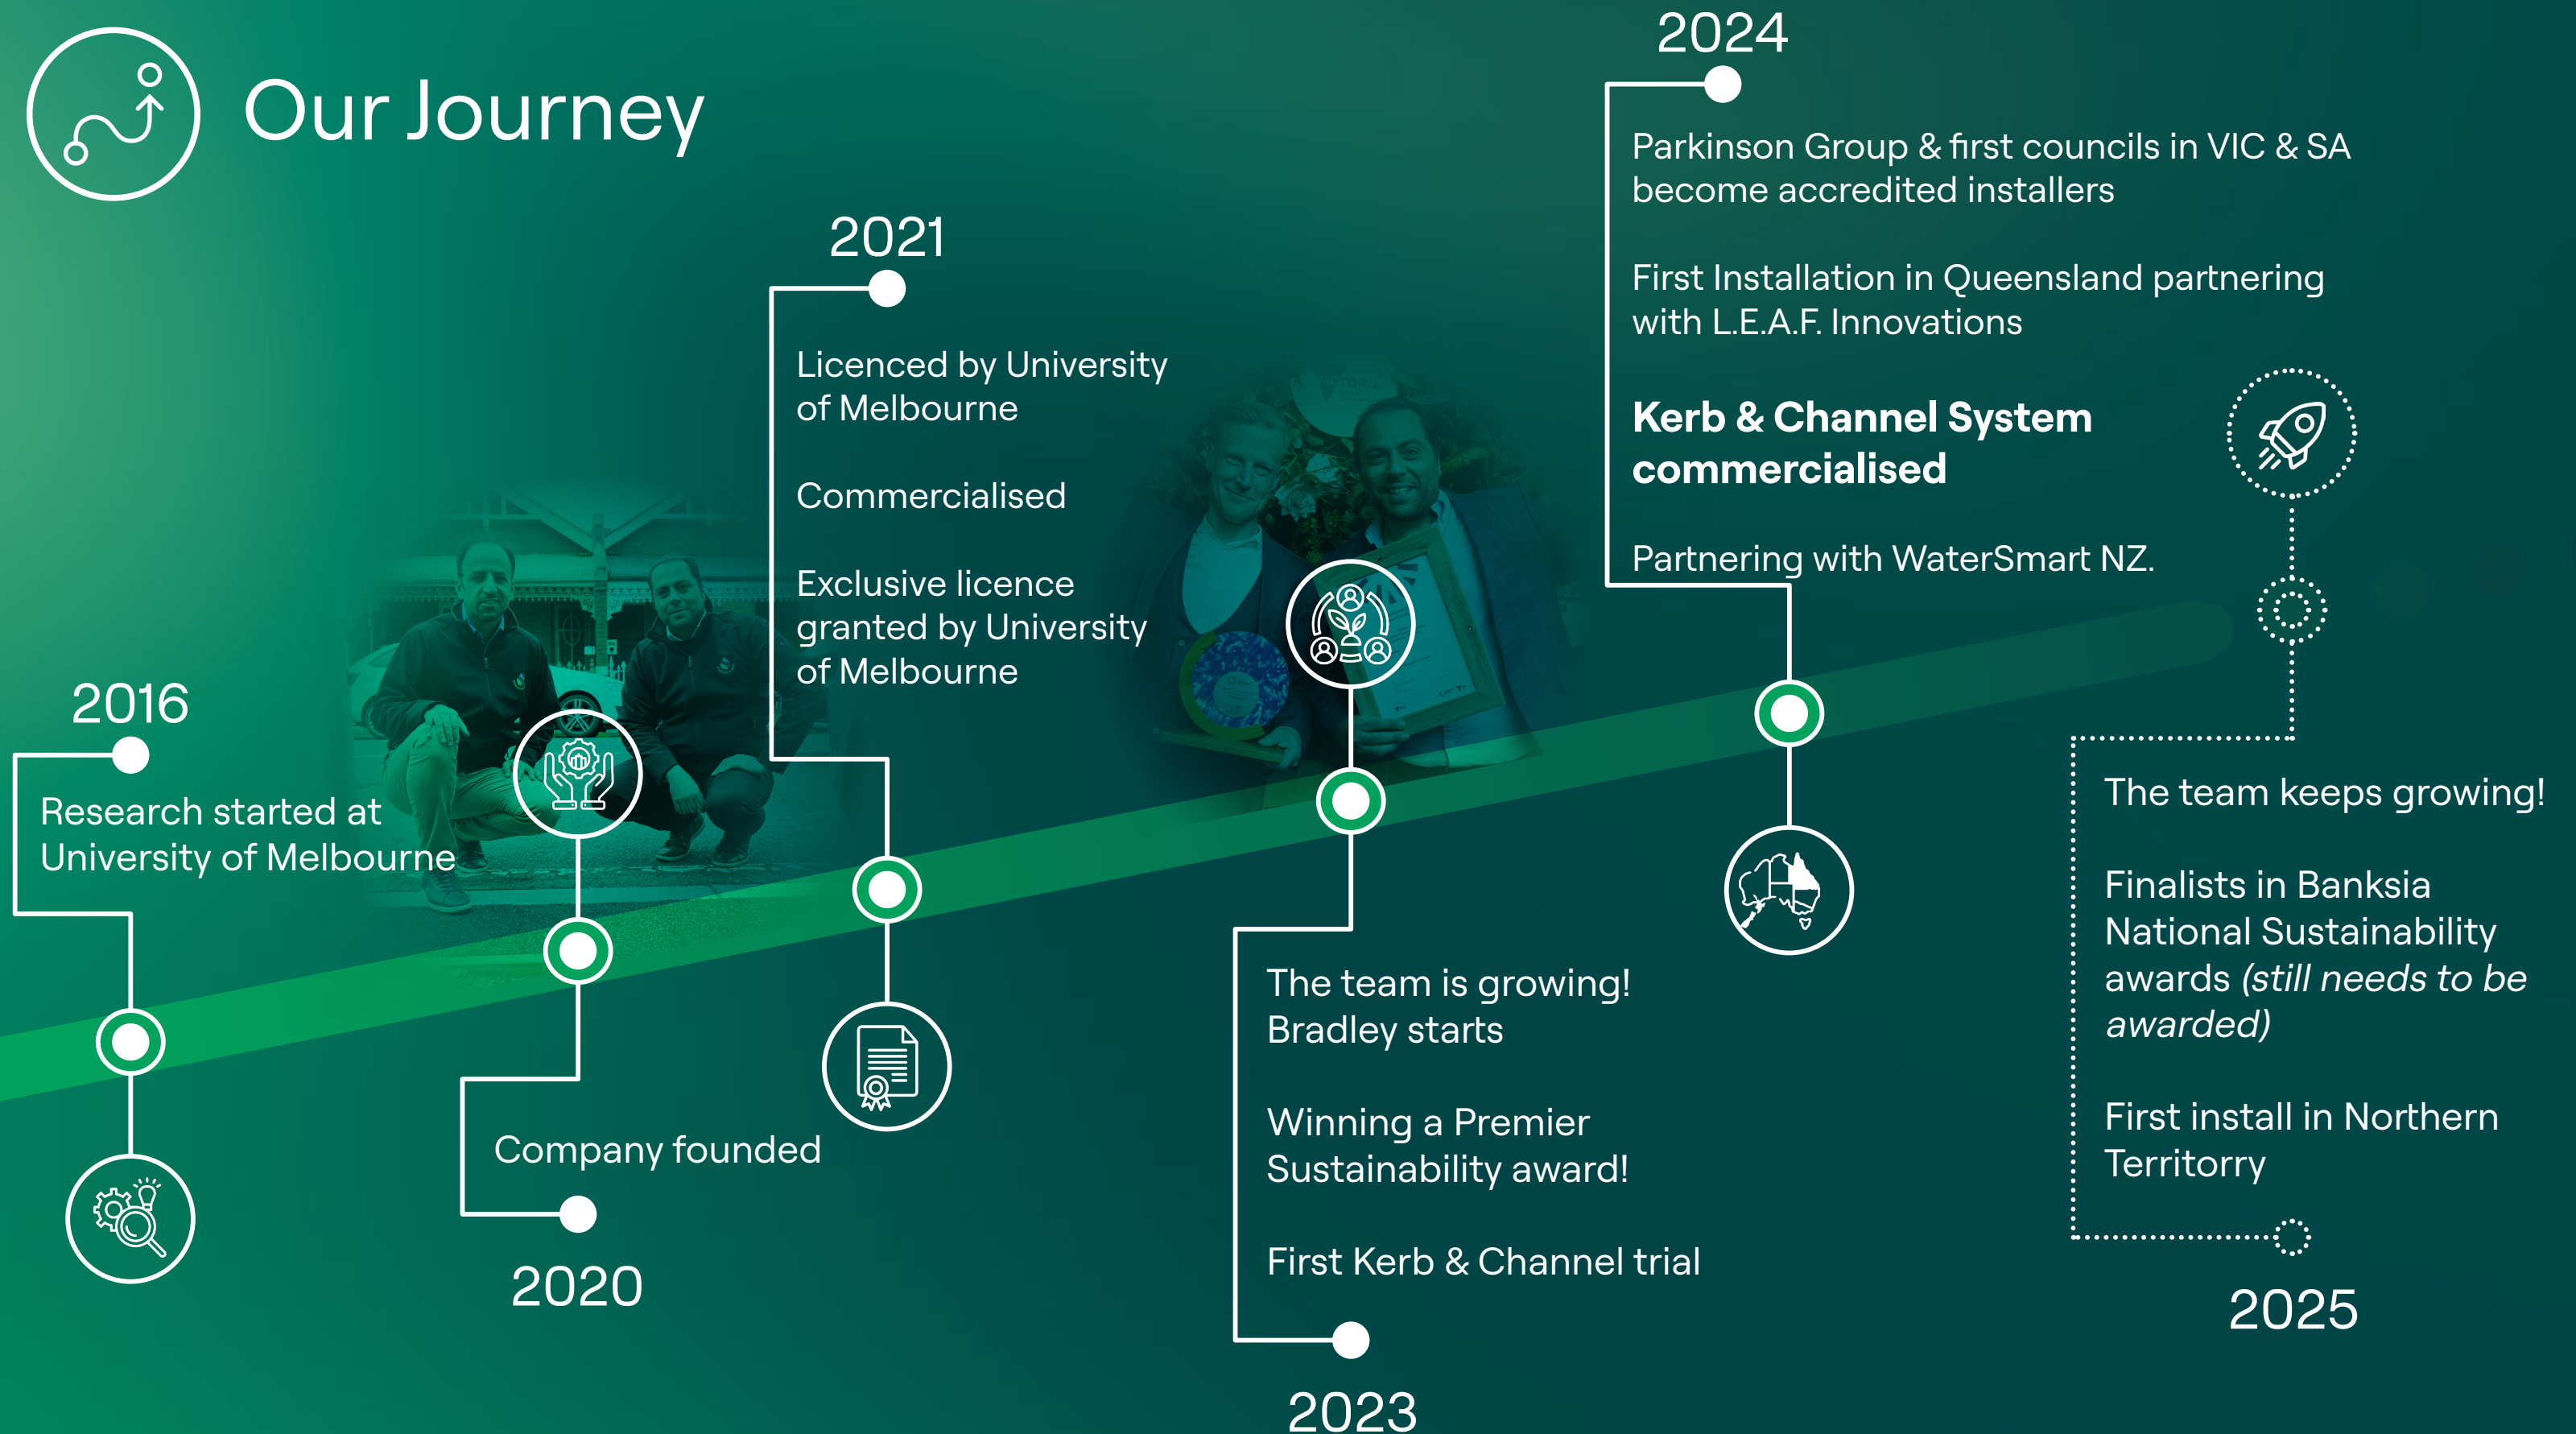 Our Journey
2016
Research started at
University of Melbourne
Company founded
2020
2021
Licenced by University
of Melbourne
Commercialised
Exclusive licence
granted by University
of Melbourne
The team is growing!
Bradley starts
Winning a Premier
Sustainability award!
First Kerb & Channel trial
2023
2024
Parkinson Group & first councils in VIC & SA
become accredited installers
First Installation in Queensland partnering
with L.E.A.F. Innovations
Kerb & Channel System
commercialised
Partnering with WaterSmart NZ.
The team keeps growing!
Finalists in Banksia
National Sustainability
awards (still needs to be
awarded)
First install in Northern
Territorry
2025